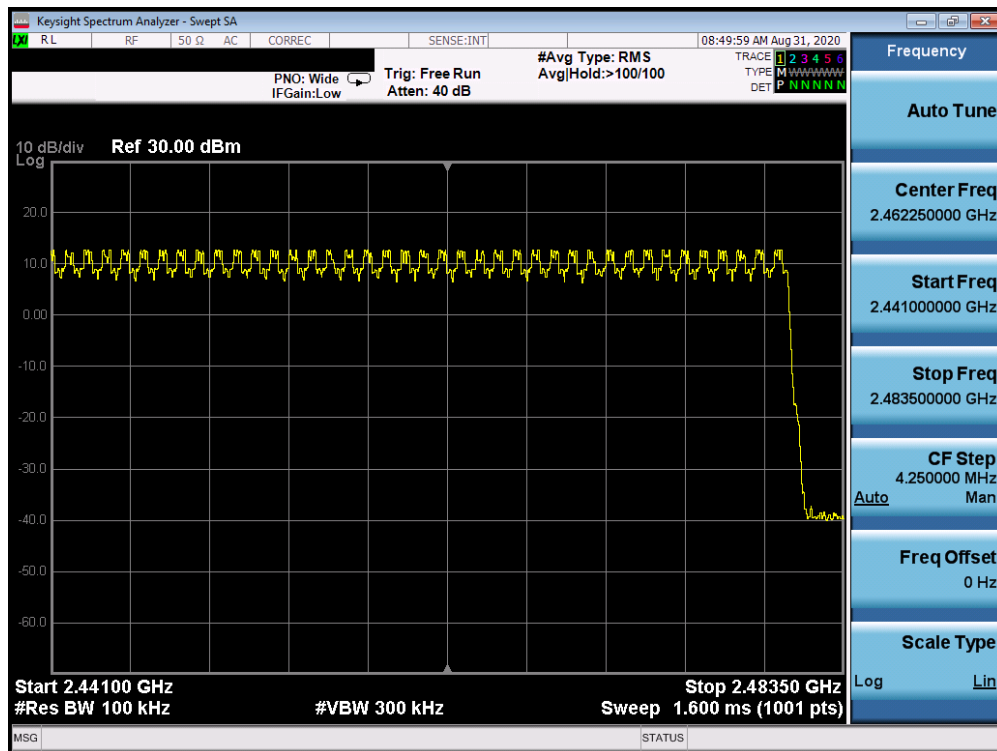 Keysight Spectrum Analyzer - Swept SA
LXI RL RF 50 Ω AC CORREC SENSE:INT 08:49:59 AM Aug 31, 2020
Frequency
PNO: Wide
IFGain:Low
Trig: Free Run
Atten: 40 dB
#Avg Type: RMS
Avg|Hold:>100/100
TRACE 1 2 3 4 5 6
TYPE M WWWWW
DET P N N N N N
Auto Tune
10 dB/div Ref 30.00 dBm
Log
20.0
10.0
0.00
-10.0
-20.0
-30.0
-40.0
-50.0
-60.0
Start 2.44100 GHz Stop 2.48350 GHz
#Res BW 100 kHz #VBW 300 kHz Sweep 1.600 ms (1001 pts)
Center Freq
2.462250000 GHz
Start Freq
2.441000000 GHz
Stop Freq
2.483500000 GHz
CF Step
4.250000 MHz
Auto Man
Freq Offset
0 Hz
Scale Type
Log Lin
MSG STATUS